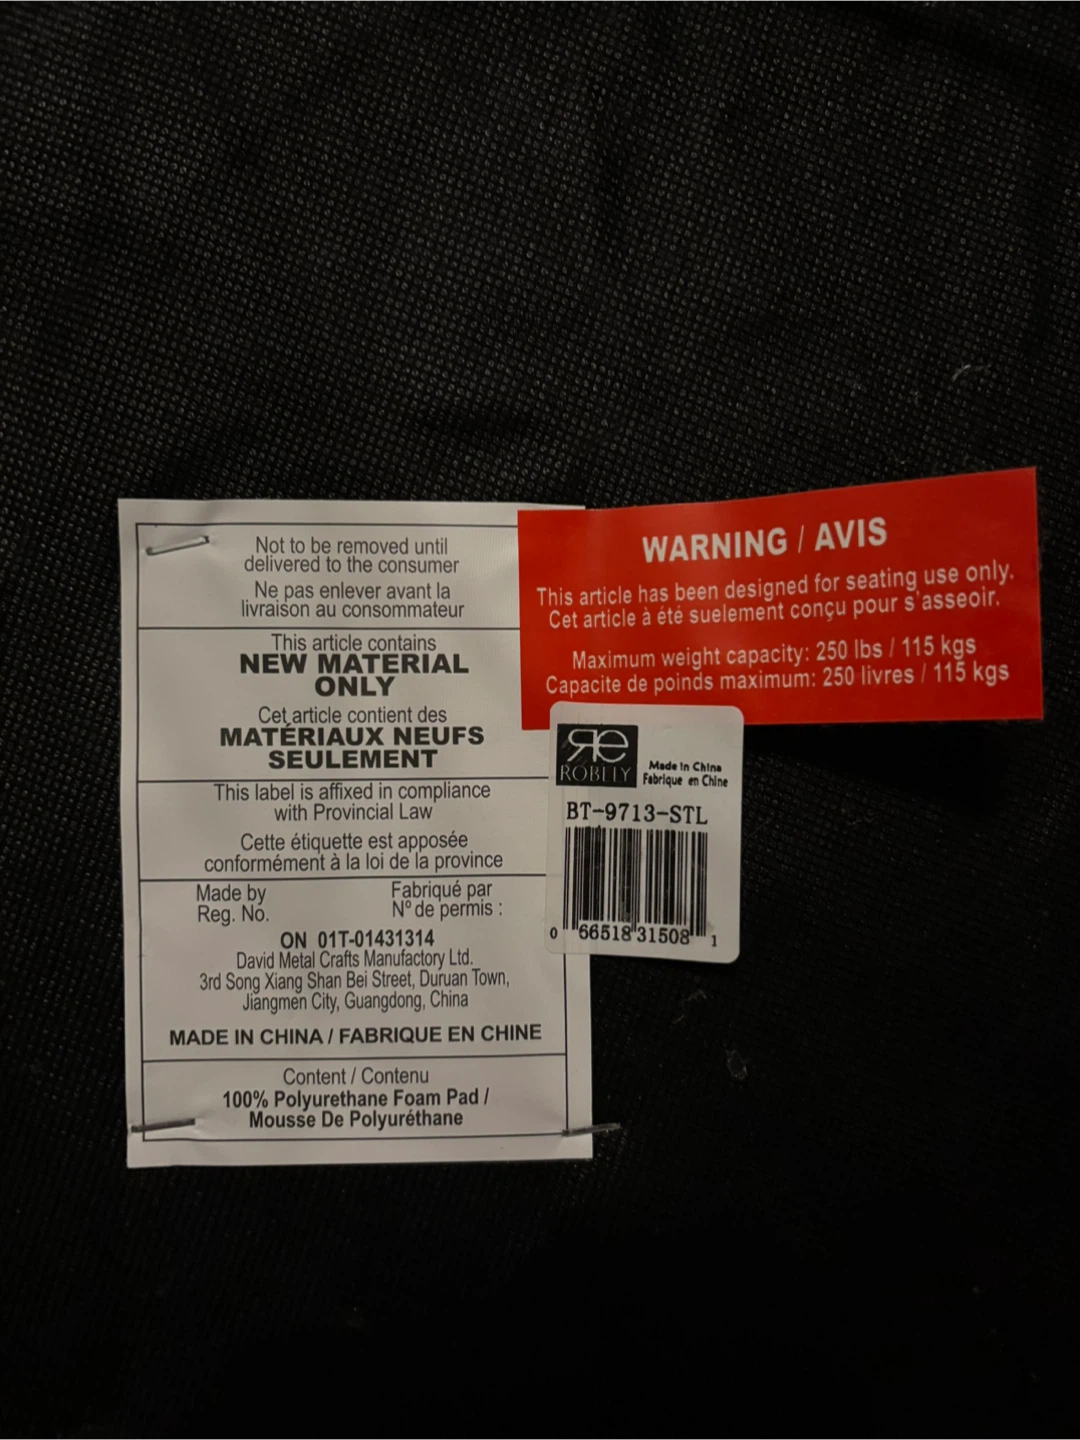 Not to be removed until
delivered to the consumer
Ne pas enlever avant la
livraison au consommateur
This article contains
NEW MATERIAL
ONLY
Cet article contient des
MATÉRIAUX NEUFS
SEULEMENT
This label is affixed in compliance
with Provincial Law
Cette étiquette est apposée
conformément à la loi de la province
Made by
Reg. No.
Fabriqué par
Nº de permis :
ON 01T-01431314
David Metal Crafts Manufactory Ltd.
3rd Song Xiang Shan Bei Street, Duruan Town,
Jiangmen City, Guangdong, China
MADE IN CHINA / FABRIQUE EN CHINE
Content / Contenu
100% Polyurethane Foam Pad /
Mousse De Polyuréthane
WARNING / AVIS
This article has been designed for seating use only.
Cet article à été suelement conçu pour s'asseoir.
Maximum weight capacity: 250 lbs / 115 kgs
Capacite de poinds maximum: 250 livres / 115 kgs
Made In China
Fabrique en Chine
BT-9713-STL
0 66518 31508 1